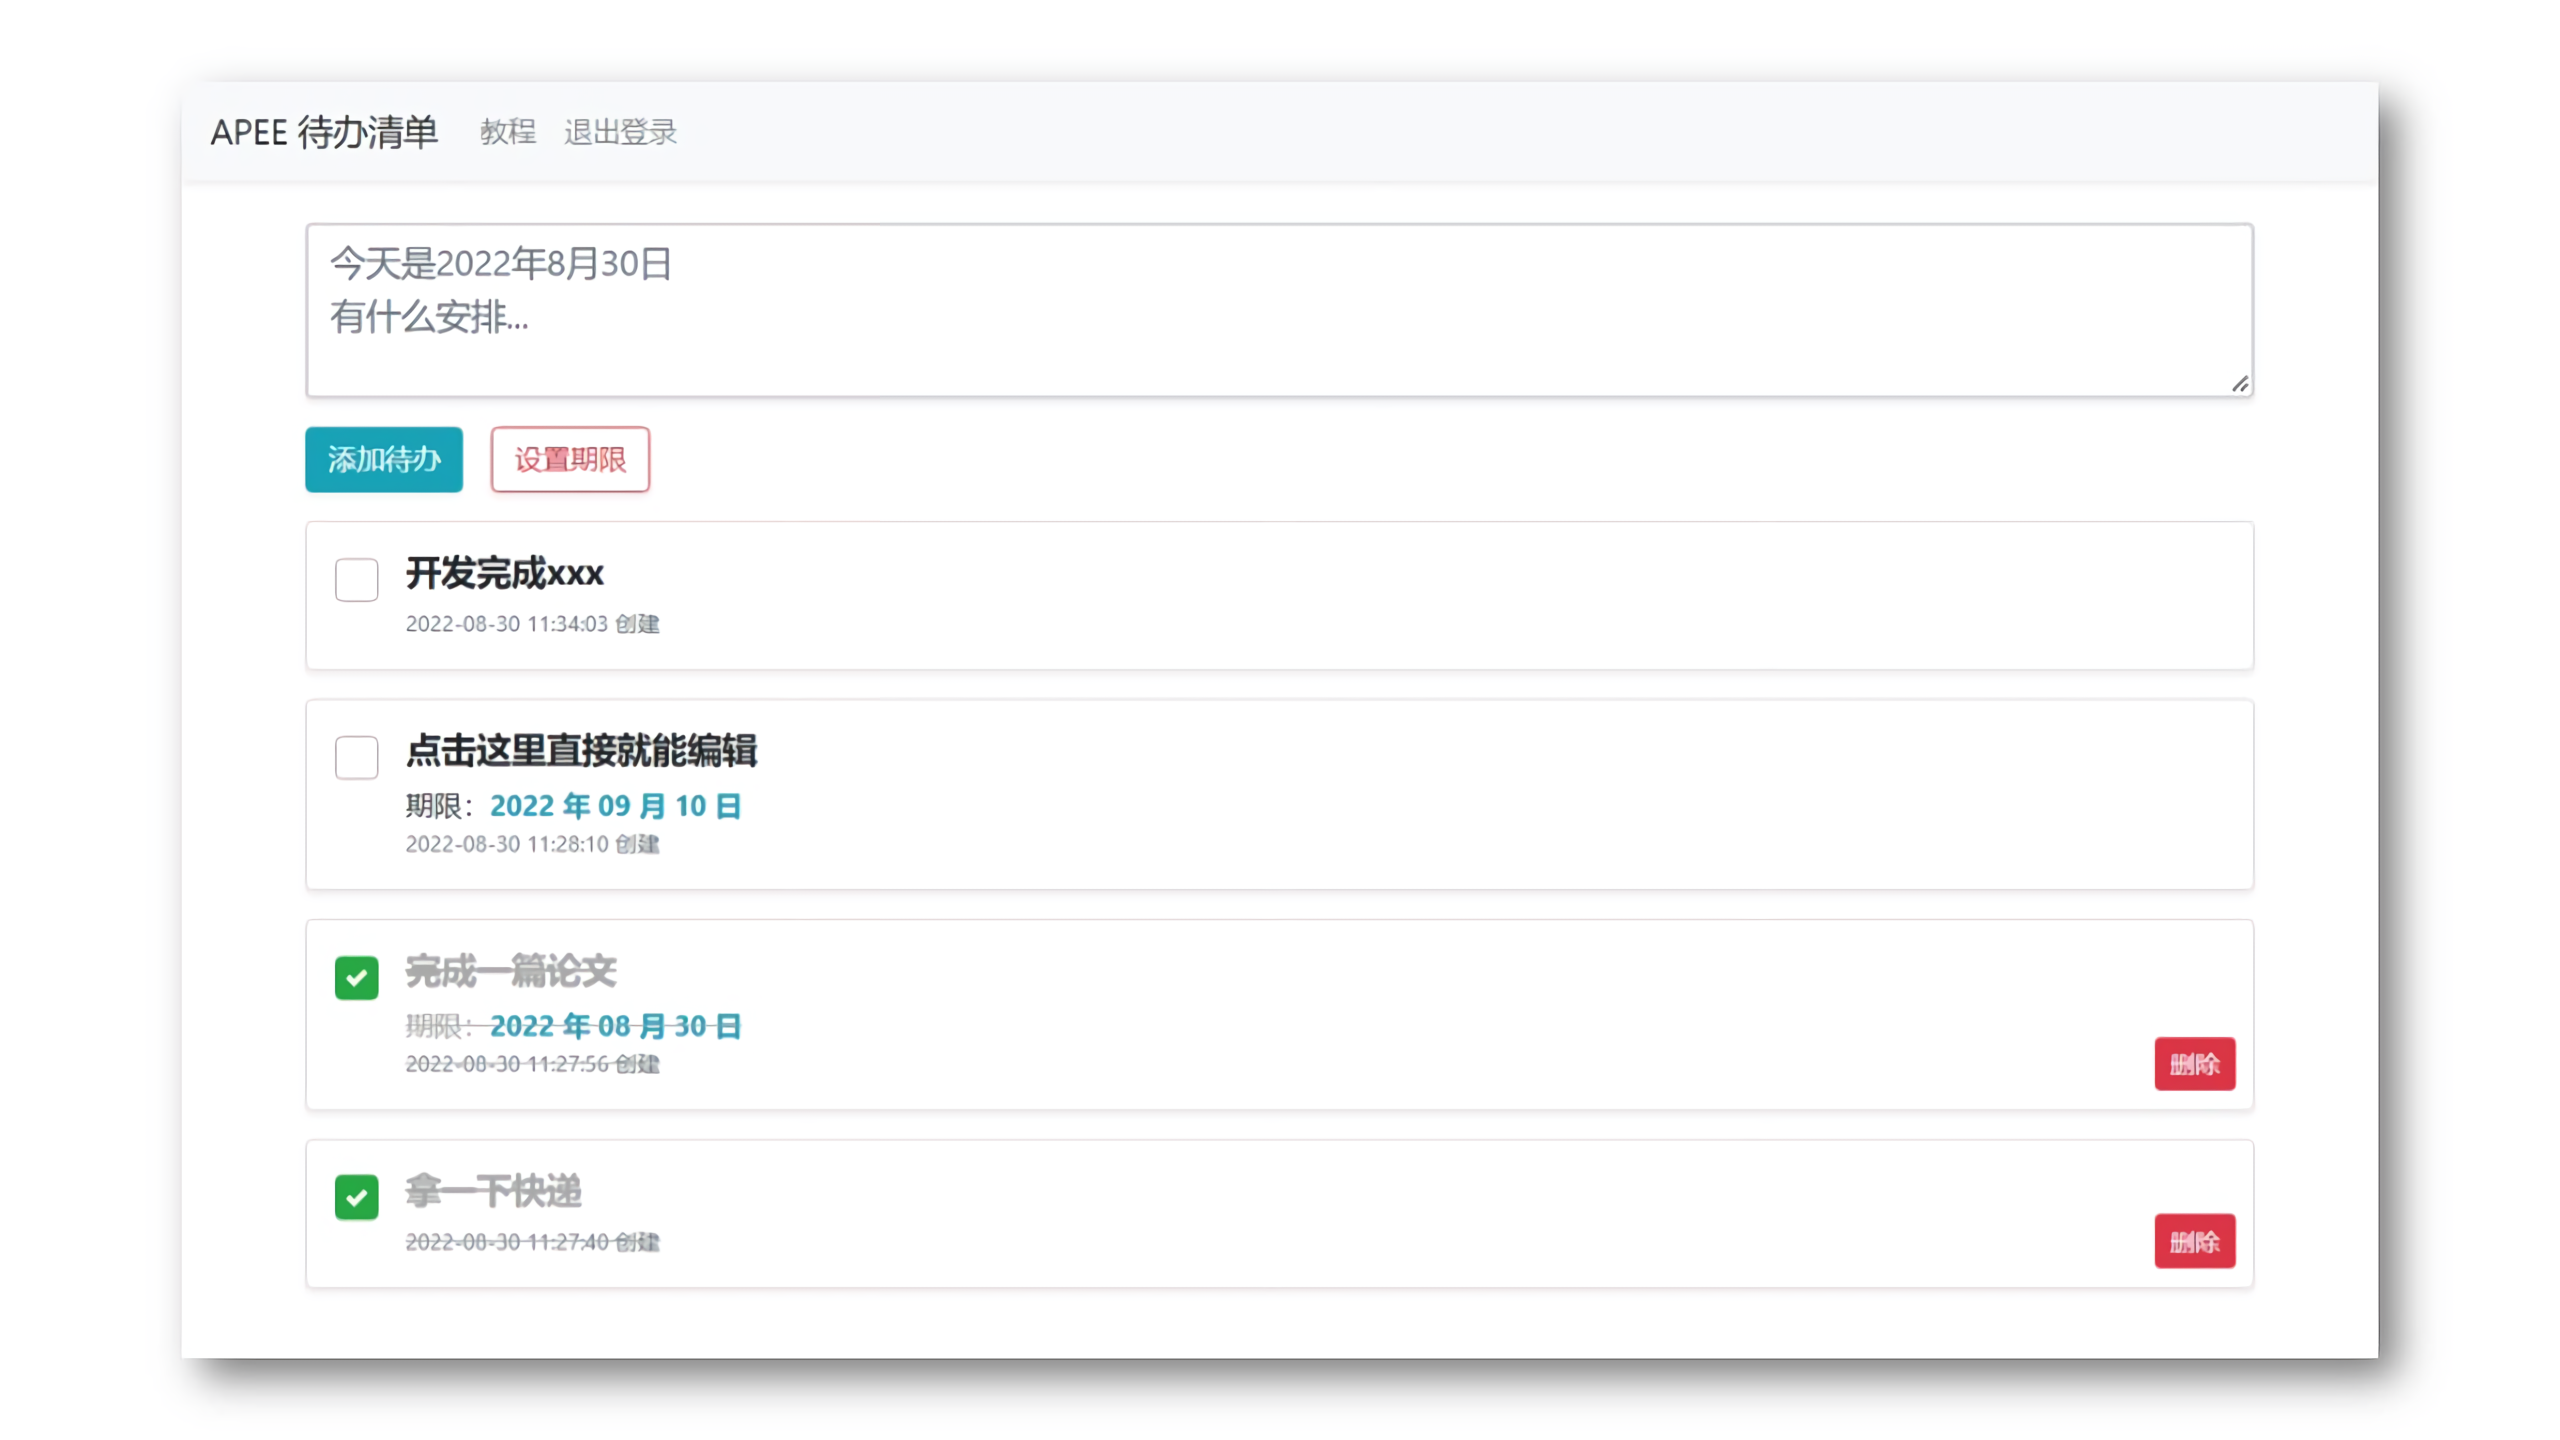 APEE 待办清单 教程 退出登录
今天是2022年8月30日
有什么安排...
添加待办 设置期限
开发完成xxx
2022-08-30 11:34:03 创建
点击这里直接就能编辑
期限：2022 年 09 月 10 日
2022-08-30 11:28:10 创建
完成一篇论文
期限：2022 年 08 月 30 日
2022-08-30 11:27:56 创建
删除
拿一下快递
2022-08-30 11:27:40 创建
删除